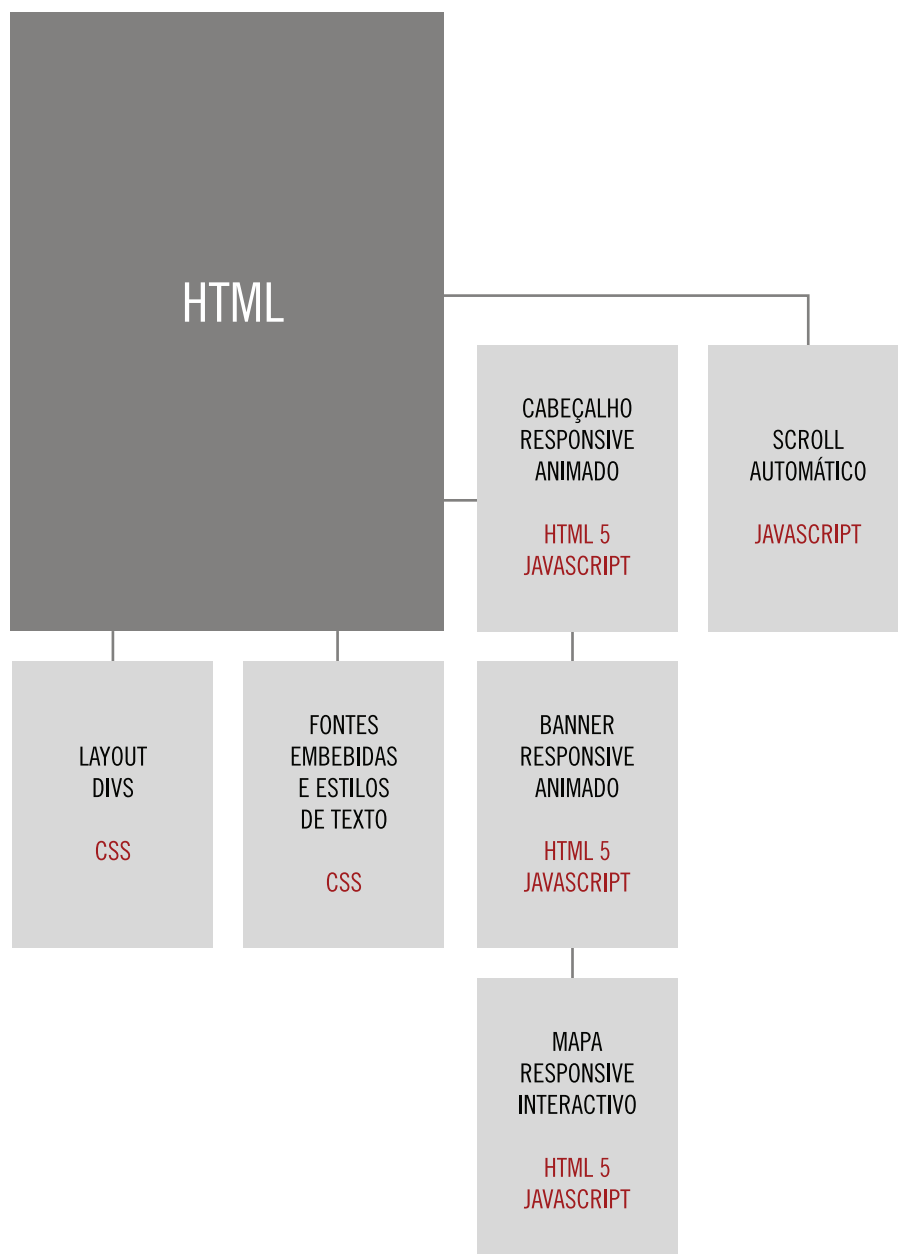 HTML
CABEÇALHO
RESPONSIVE
ANIMADO
HTML 5
JAVASCRIPT
SCROLL
AUTOMÁTICO
JAVASCRIPT
LAYOUT
DIVS
CSS
FONTES
EMBEBIDAS
E ESTILOS
DE TEXTO
CSS
BANNER
RESPONSIVE
ANIMADO
HTML 5
JAVASCRIPT
MAPA
RESPONSIVE
INTERACTIVO
HTML 5
JAVASCRIPT